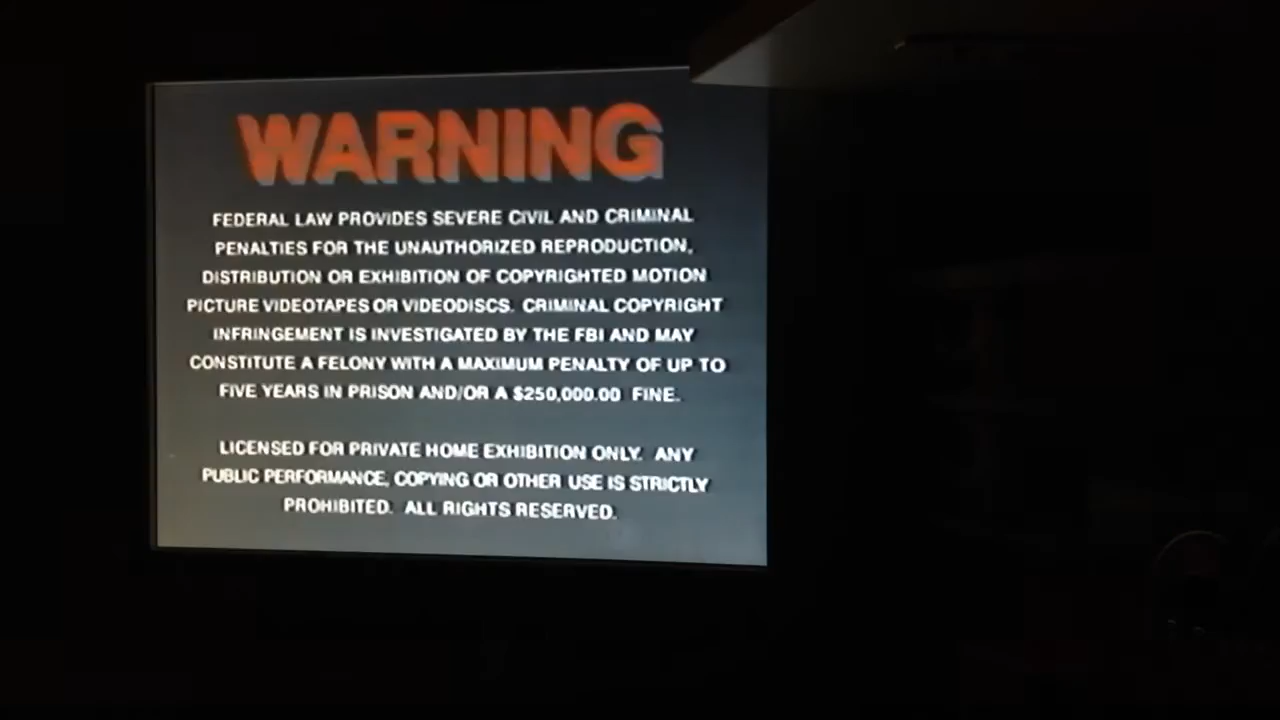 WARNING
FEDERAL LAW PROVIDES SEVERE CIVIL AND CRIMINAL
PENALTIES FOR THE UNAUTHORIZED REPRODUCTION,
DISTRIBUTION OR EXHIBITION OF COPYRIGHTED MOTION
PICTURE VIDEOTAPES OR VIDEODISCS. CRIMINAL COPYRIGHT
INFRINGEMENT IS INVESTIGATED BY THE FBI AND MAY
CONSTITUTE A FELONY WITH A MAXIMUM PENALTY OF UP TO
FIVE YEARS IN PRISON AND/OR A $250,000.00 FINE.
LICENSED FOR PRIVATE HOME EXHIBITION ONLY. ANY
PUBLIC PERFORMANCE, COPYING OR OTHER USE IS STRICTLY
PROHIBITED. ALL RIGHTS RESERVED.